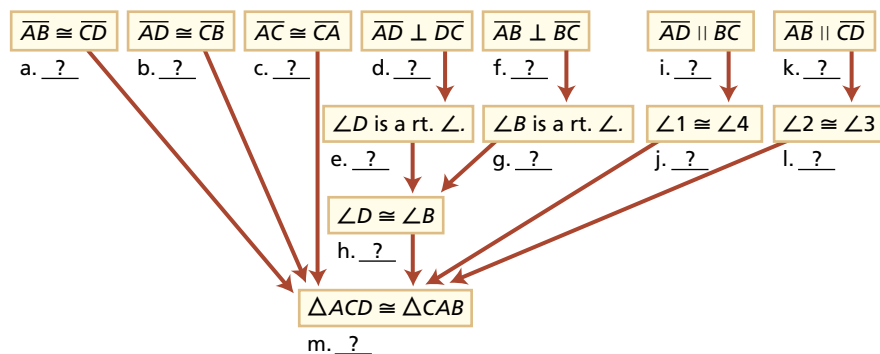 AB ≅ CD AD ≅ CB AC ≅ CA AD ⊥ DC AB ⊥ BC AD || BC AB || CD
a. ? b. ? c. ? d. ? f. ? i. ? k. ?
∠D is a rt. ∠. ∠B is a rt. ∠. ∠1 ≅ ∠4 ∠2 ≅ ∠3
e. ? g. ? j. ? l. ?
∠D ≅ ∠B
h. ?
△ACD ≅ △CAB
m. ?